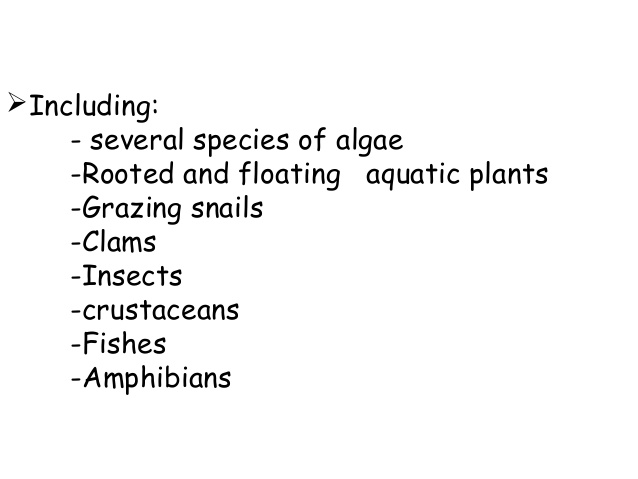 ➢Including:
- several species of algae
-Rooted and floating   aquatic plants
-Grazing snails
-Clams
-Insects
-crustaceans
-Fishes
-Amphibians